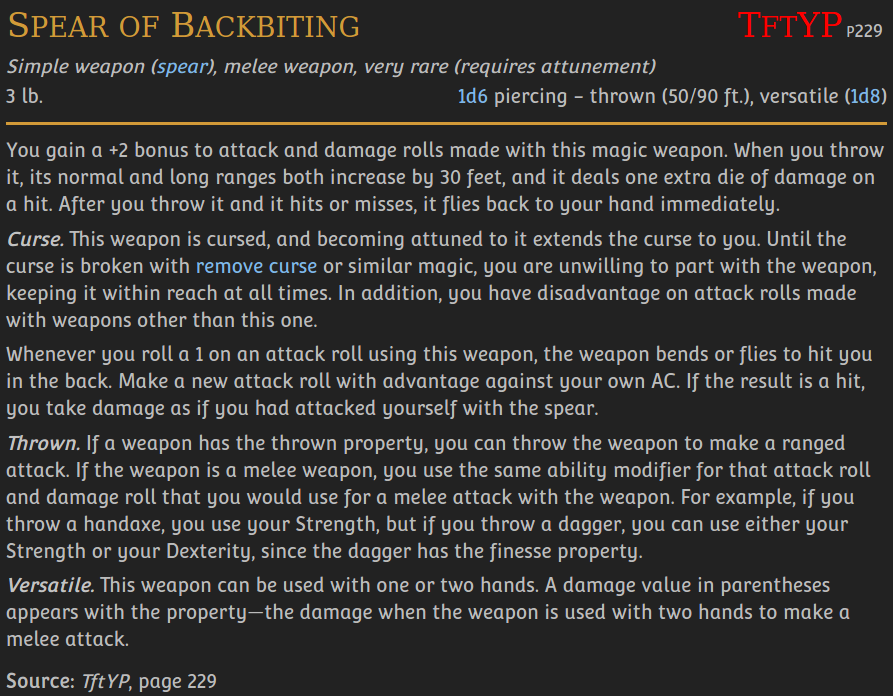 SPEAR OF BACKBITING TFTYP P229
Simple weapon (spear), melee weapon, very rare (requires attunement)
3 lb. 1d6 piercing – thrown (50/90 ft.), versatile (1d8)
You gain a +2 bonus to attack and damage rolls made with this magic weapon. When you throw
it, its normal and long ranges both increase by 30 feet, and it deals one extra die of damage on
a hit. After you throw it and it hits or misses, it flies back to your hand immediately.
Curse. This weapon is cursed, and becoming attuned to it extends the curse to you. Until the
curse is broken with remove curse or similar magic, you are unwilling to part with the weapon,
keeping it within reach at all times. In addition, you have disadvantage on attack rolls made
with weapons other than this one.
Whenever you roll a 1 on an attack roll using this weapon, the weapon bends or flies to hit you
in the back. Make a new attack roll with advantage against your own AC. If the result is a hit,
you take damage as if you had attacked yourself with the spear.
Thrown. If a weapon has the thrown property, you can throw the weapon to make a ranged
attack. If the weapon is a melee weapon, you use the same ability modifier for that attack roll
and damage roll that you would use for a melee attack with the weapon. For example, if you
throw a handaxe, you use your Strength, but if you throw a dagger, you can use either your
Strength or your Dexterity, since the dagger has the finesse property.
Versatile. This weapon can be used with one or two hands. A damage value in parentheses
appears with the property—the damage when the weapon is used with two hands to make a
melee attack.
Source: TftYP, page 229